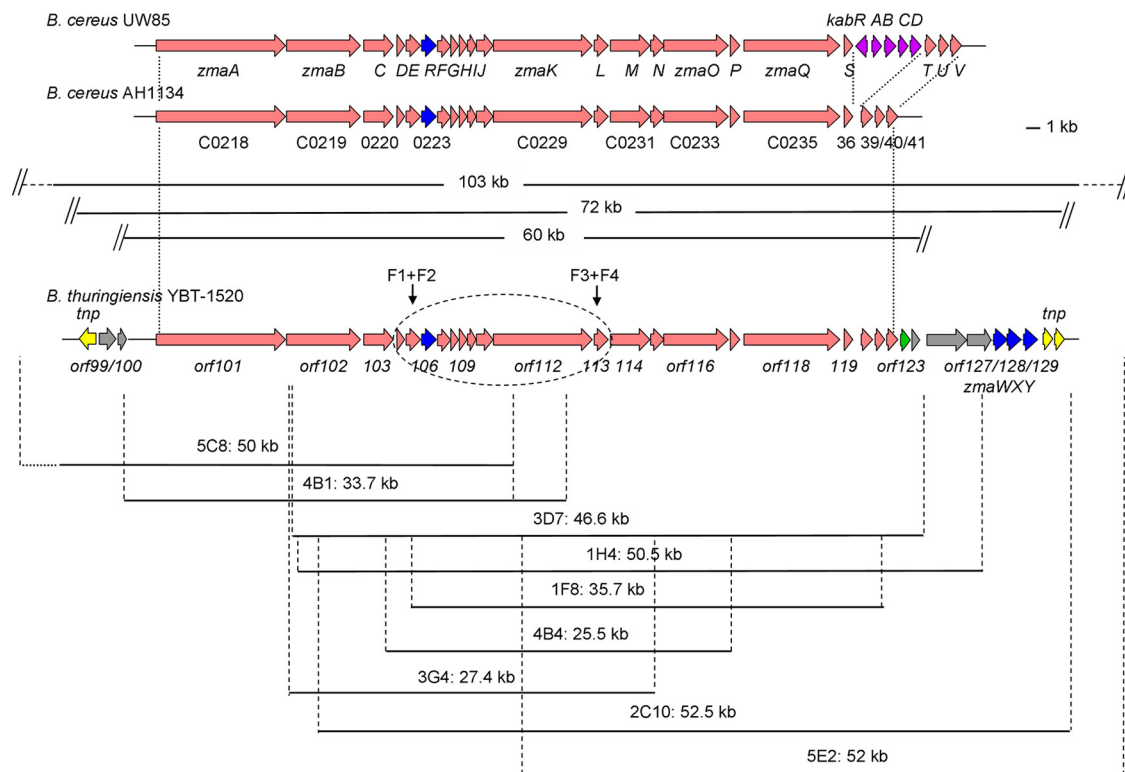 B. cereus UW85
kabR AB CD
zmaA zmaB C DE RFGHIJ zmaK L M N zmaO P zmaQ S T U V
B. cereus AH1134
C0218 C0219 0220 0223 C0229 C0231 C0233 C0235 36 39/40/41
1 kb
103 kb
72 kb
60 kb
F1+F2 F3+F4
B. thuringiensis YBT-1520
tnp tnp
orf99/100 orf101 orf102 103 106 109 orf112 113 114 orf116 orf118 119 orf123 orf127/128/129
zmaWXY
5C8: 50 kb
4B1: 33.7 kb
3D7: 46.6 kb
1H4: 50.5 kb
1F8: 35.7 kb
4B4: 25.5 kb
3G4: 27.4 kb
2C10: 52.5 kb
5E2: 52 kb